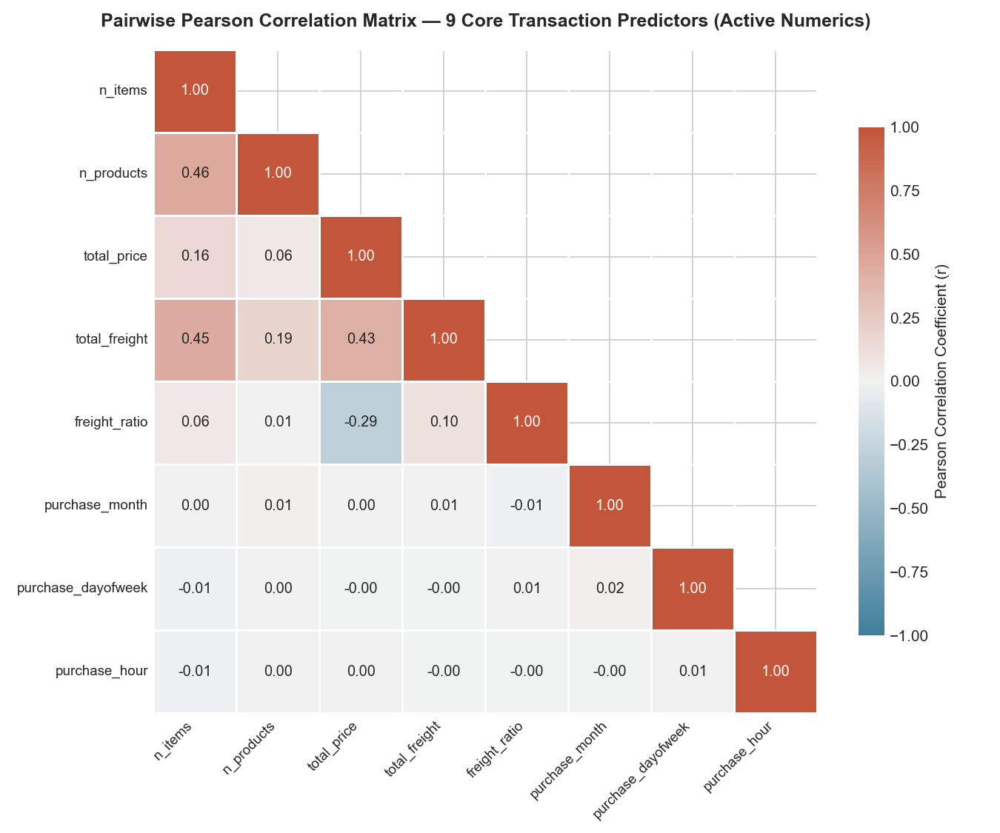 Pairwise Pearson Correlation Matrix — 9 Core Transaction Predictors (Active Numerics)
n_items 1.00
n_products 0.46 1.00
total_price 0.16 0.06 1.00
total_freight 0.45 0.19 0.43 1.00
freight_ratio 0.06 0.01 -0.29 0.10 1.00
purchase_month 0.00 0.01 0.00 0.01 -0.01 1.00
purchase_dayofweek -0.01 0.00 -0.00 -0.00 0.01 0.02 1.00
purchase_hour -0.01 0.00 0.00 -0.00 -0.00 -0.00 0.01 1.00
n_items
n_products
total_price
total_freight
freight_ratio
purchase_month
purchase_dayofweek
purchase_hour
1.00
0.75
0.50
0.25
0.00
−0.25
−0.50
−0.75
−1.00
Pearson Correlation Coefficient (r)